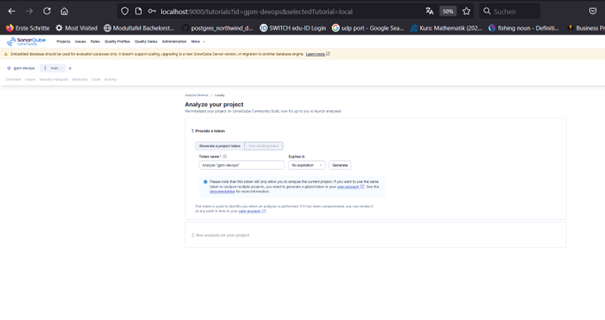 localhost:9000/tutorials?id=gpm-devops&selectedTutorial=local
50%
Suchen
Erste Schritte
Most Visited
Modultafel Bachelorst...
postgres_northwind_d...
SWITCH edu-ID Login
udp port - Google Sea...
Kurs: Mathematik (202...
fishing noun - Definiti...
Business P
SonarQube
community
Projects Issues Rules Quality Profiles Quality Gates Administration More
Embedded database should be used for evaluation purposes only. It doesn't support scaling, upgrading to a new SonarQube Server version, or migration to another database engine. Learn more
gpm-devops
main
Overview Issues Security Hotspots Measures Code Activity
Analysis Method / Locally
Analyze your project
We initialized your project on SonarQube Community Build, now it's up to you to launch analyses!
1 Provide a token
Generate a project token Use existing token
Token name * Expires in
Analyze "gpm-devops" No expiration Generate
Please note that this token will only allow you to analyze the current project. If you want to use the same
token to analyze multiple projects, you need to generate a global token in your user account. See the
documentation for more information.
The token is used to identify you when an analysis is performed. If it has been compromised, you can revoke it
at any point in time in your user account.
2 Run analysis on your project